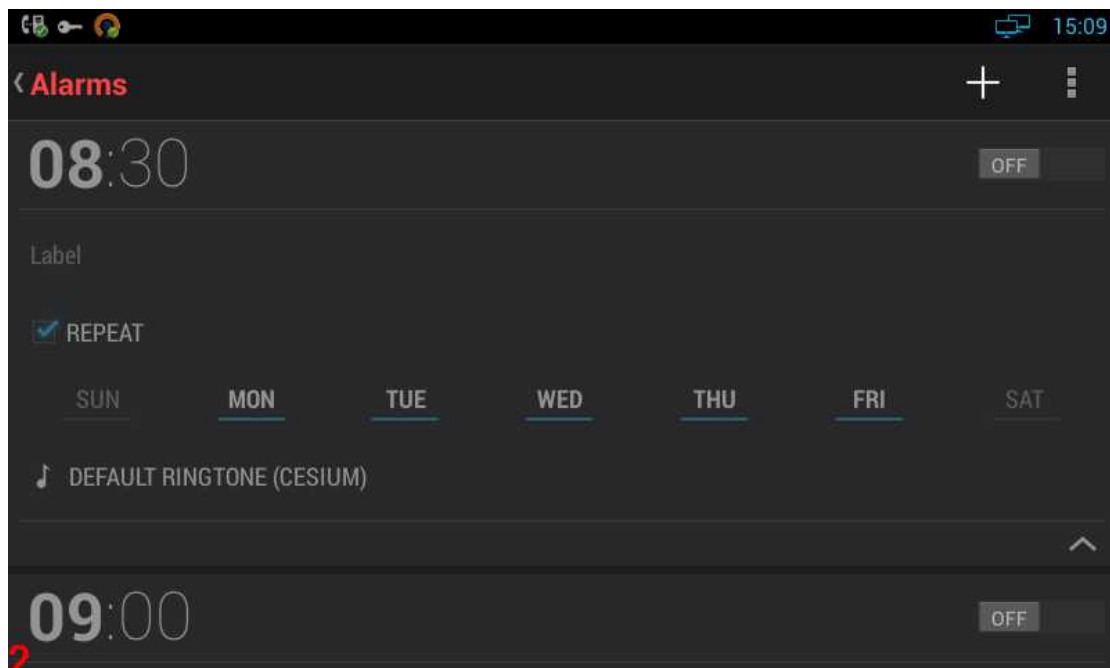 15:09
Alarms
08:30
OFF
Label
REPEAT
SUN MON TUE WED THU FRI SAT
DEFAULT RINGTONE (CESIUM)
09:00
OFF
2